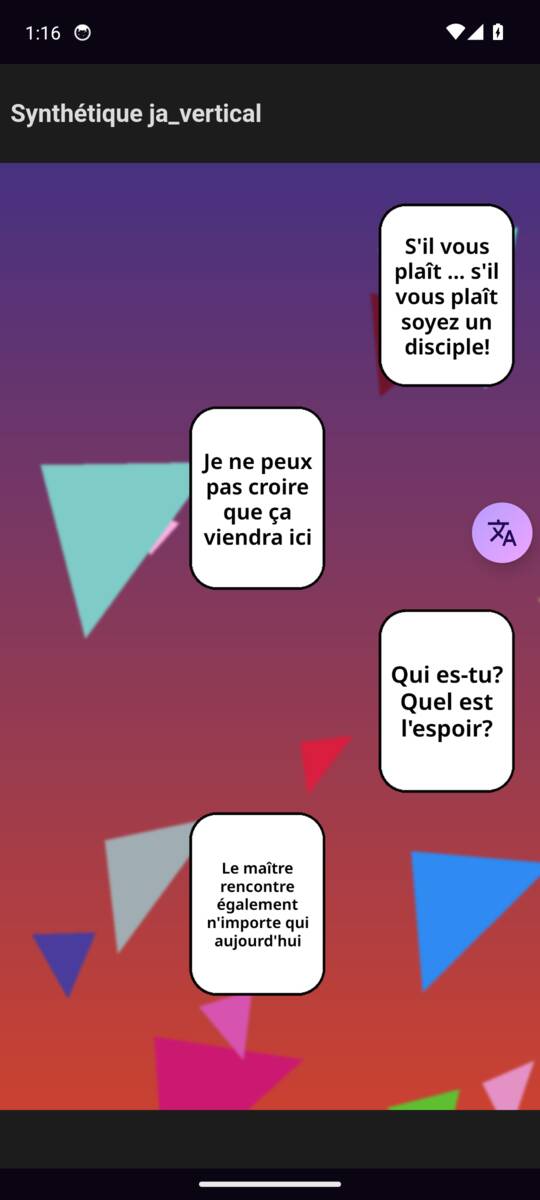 1:16
Synthétique ja_vertical
S'il vous
plaît ... s'il
vous plaît
soyez un
disciple!
Je ne peux
pas croire
que ça
viendra ici
Qui es-tu?
Quel est
l'espoir?
Le maître
rencontre
également
n'importe qui
aujourd'hui